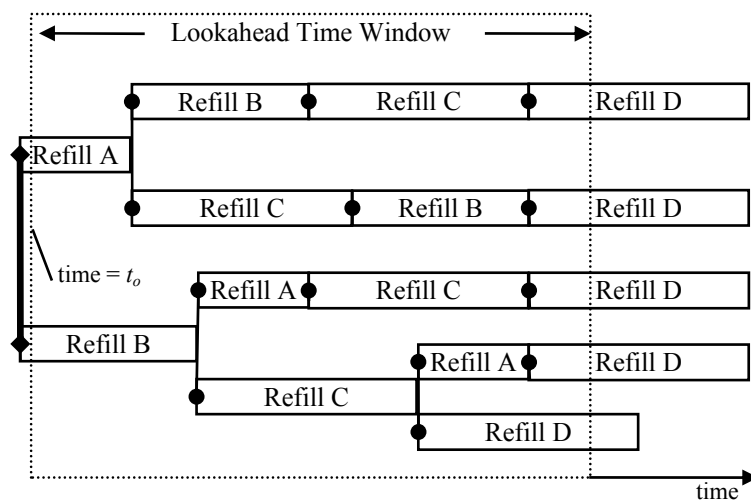 Lookahead Time Window
Refill B Refill C Refill D
Refill A
Refill C Refill B Refill D
time = tₒ
Refill A Refill C Refill D
Refill B
Refill A Refill D
Refill C
Refill D
time